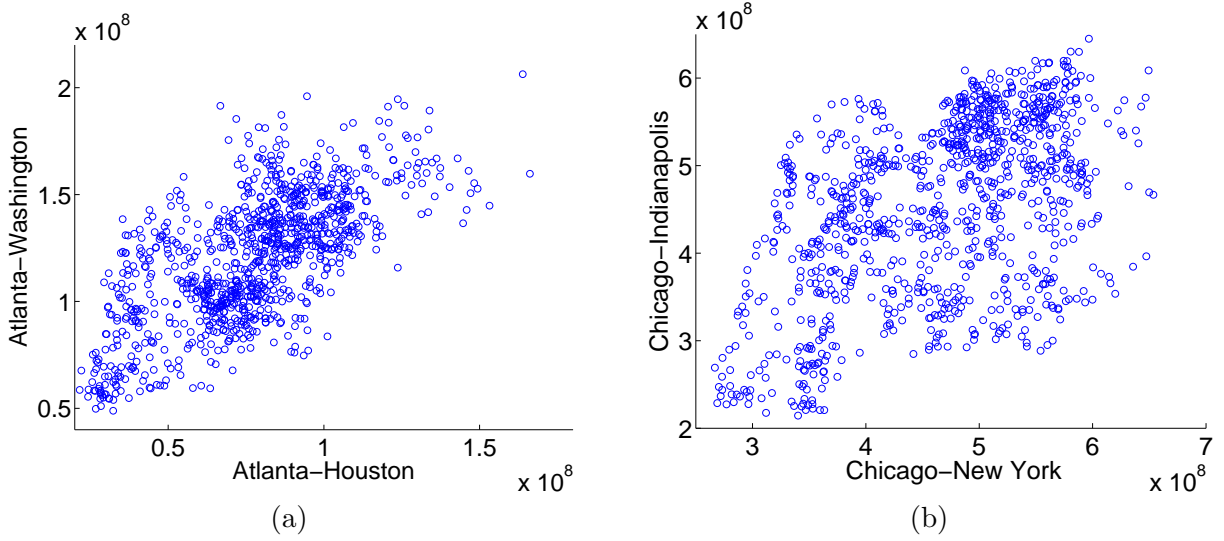 x 10^8
2
1.5
1
0.5
Atlanta−Washington
0.5 1 1.5
Atlanta−Houston
x 10^8
(a)
x 10^8
6
5
4
3
2
Chicago−Indianapolis
3 4 5 6 7
Chicago−New York
x 10^8
(b)